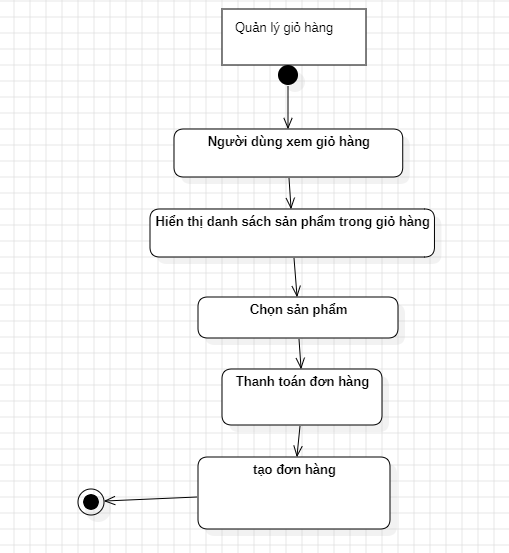 Quản lý giỏ hàng
Người dùng xem giỏ hàng
Hiển thị danh sách sản phẩm trong giỏ hàng
Chọn sản phẩm
Thanh toán đơn hàng
tạo đơn hàng